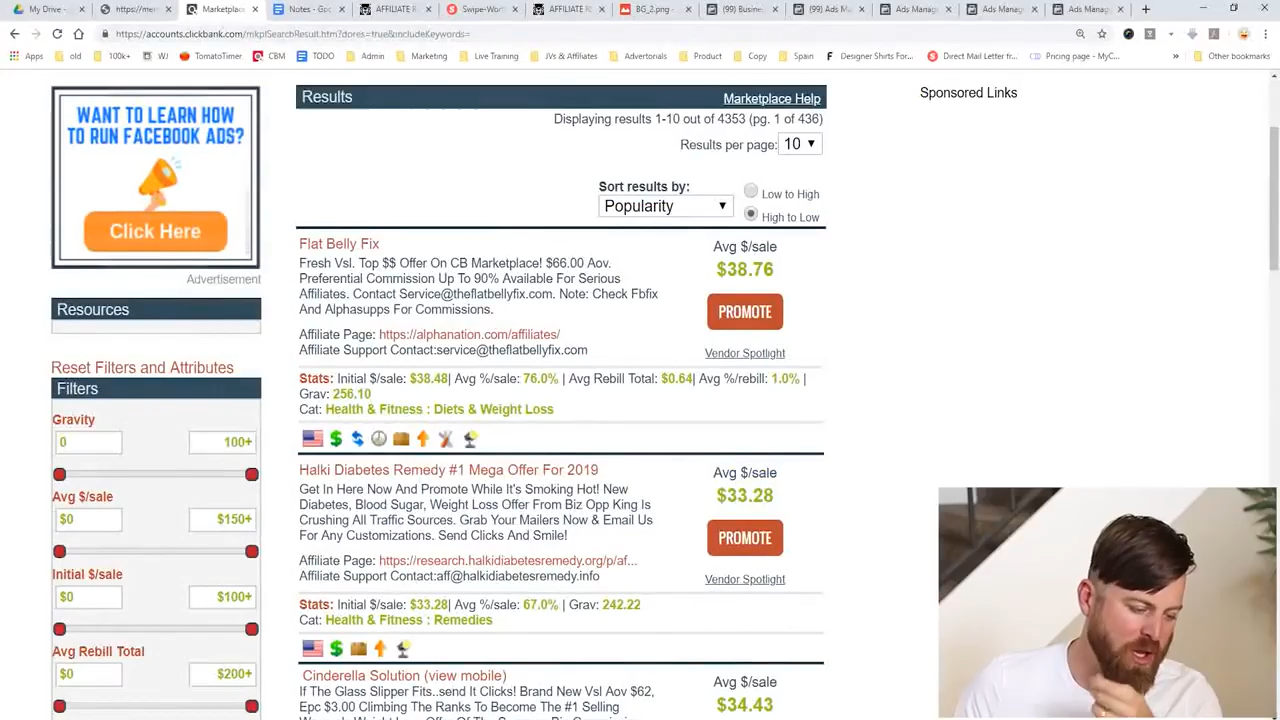 My Drive -
https://mem
Marketplac
Notes - Go
AFFILIATE R
Swipe-Wort
AFFILIATE R
BG_2.png -
(99) Busine
(99) Ads M
Ads Manag
Ads Manag
Ads Manag
https://accounts.clickbank.com/mkplSearchResult.htm?dores=true&includeKeywords=
Apps
old
100k+
WJ
TomatoTimer
CBM
TODO
Admin
Marketing
Live Training
JVs & Affiliates
Advertorials
Product
Copy
Spain
Designer Shirts For...
Direct Mail Letter fr...
Pricing page - MyC...
»
Other bookmarks
WANT TO LEARN HOW
TO RUN FACEBOOK ADS?
Click Here
Advertisement
Resources
Reset Filters and Attributes
Filters
Gravity
0 100+
Avg $/sale
$0 $150+
Initial $/sale
$0 $100+
Avg Rebill Total
$0 $200+
Results Marketplace Help
Displaying results 1-10 out of 4353 (pg. 1 of 436)
Results per page: 10
Sort results by:
Popularity
Low to High
High to Low
Flat Belly Fix
Fresh Vsl. Top $$ Offer On CB Marketplace! $66.00 Aov.
Preferential Commission Up To 90% Available For Serious
Affiliates. Contact Service@theflatbellyfix.com. Note: Check Fbfix
And Alphasupps For Commissions.
Affiliate Page: https://alphanation.com/affiliates/
Affiliate Support Contact:service@theflatbellyfix.com
Avg $/sale
$38.76
PROMOTE
Vendor Spotlight
Stats: Initial $/sale: $38.48| Avg %/sale: 76.0% | Avg Rebill Total: $0.64| Avg %/rebill: 1.0% |
Grav: 256.10
Cat: Health & Fitness : Diets & Weight Loss
Halki Diabetes Remedy #1 Mega Offer For 2019
Get In Here Now And Promote While It's Smoking Hot! New
Diabetes, Blood Sugar, Weight Loss Offer From Biz Opp King Is
Crushing All Traffic Sources. Grab Your Mailers Now & Email Us
For Any Customizations. Send Clicks And Smile!
Affiliate Page: https://research.halkidiabetesremedy.org/p/af...
Affiliate Support Contact:aff@halkidiabetesremedy.info
Avg $/sale
$33.28
PROMOTE
Vendor Spotlight
Stats: Initial $/sale: $33.28| Avg %/sale: 67.0% | Grav: 242.22
Cat: Health & Fitness : Remedies
Cinderella Solution (view mobile)
If The Glass Slipper Fits..send It Clicks! Brand New Vsl Aov $62,
Epc $3.00 Climbing The Ranks To Become The #1 Selling
Avg $/sale
$34.43
Sponsored Links